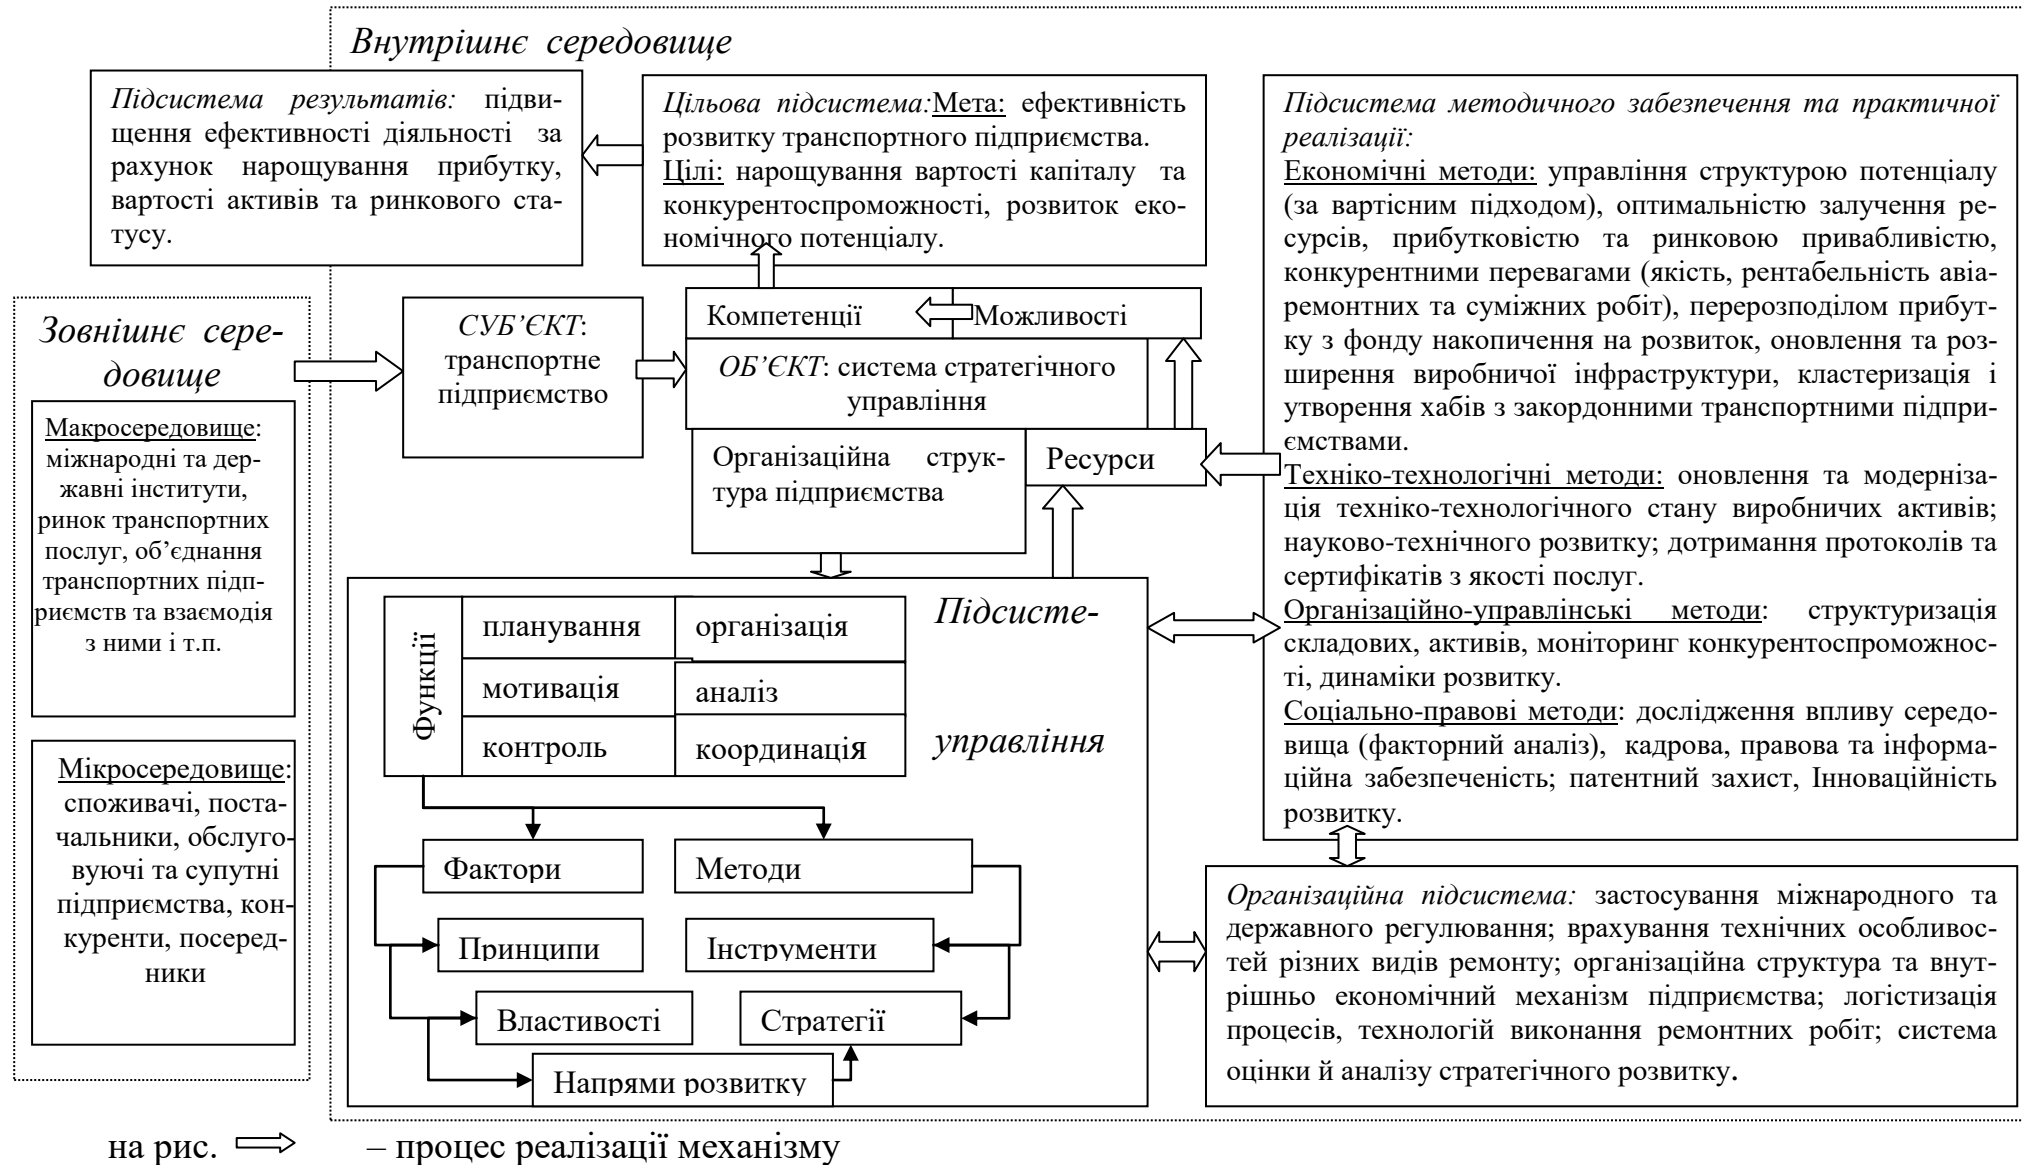 Внутрішнє середовище
Підсистема результатів: підви-
щення ефективності діяльності за
рахунок нарощування прибутку,
вартості активів та ринкового ста-
тусу.
Цільова підсистема:Мета: ефективність
розвитку транспортного підприємства.
Цілі: нарощування вартості капіталу та
конкурентоспроможності, розвиток еко-
номічного потенціалу.
Підсистема методичного забезпечення та практичної
реалізації:
Економічні методи: управління структурою потенціалу
(за вартісним підходом), оптимальністю залучення ре-
сурсів, прибутковістю та ринковою привабливістю,
конкурентними перевагами (якість, рентабельність авіа-
ремонтних та суміжних робіт), перерозподілом прибут-
ку з фонду накопичення на розвиток, оновлення та роз-
ширення виробничої інфраструктури, кластеризація і
утворення хабів з закордонними транспортними підпри-
ємствами.
Техніко-технологічні методи: оновлення та модерніза-
ція техніко-технологічного стану виробничих активів;
науково-технічного розвитку; дотримання протоколів та
сертифікатів з якості послуг.
Організаційно-управлінські методи: структуризація
складових, активів, моніторинг конкурентоспроможнос-
ті, динаміки розвитку.
Соціально-правові методи: дослідження впливу середо-
вища (факторний аналіз), кадрова, правова та інформа-
ційна забезпеченість; патентний захист, Інноваційність
розвитку.
Зовнішнє сере-
довище
Макросередовище:
міжнародні та дер-
жавні інститути,
ринок транспортних
послуг, об’єднання
транспортних підп-
риємств та взаємодія
з ними і т.п.
Мікросередовище:
споживачі, поста-
чальники, обслуго-
вуючі та супутні
підприємства, кон-
куренти, посеред-
ники
СУБ’ЄКТ:
транспортне
підприємство
Компетенції
Можливості
ОБ’ЄКТ: система стратегічного
управління
Організаційна струк-
тура підприємства
Ресурси
Підсисте-
управління
Функції
планування
організація
мотивація
аналіз
контроль
координація
Фактори
Методи
Принципи
Інструменти
Властивості
Стратегії
Напрями розвитку
Організаційна підсистема: застосування міжнародного та
державного регулювання; врахування технічних особливос-
тей різних видів ремонту; організаційна структура та внут-
рішньо економічний механізм підприємства; логістизація
процесів, технологій виконання ремонтних робіт; система
оцінки й аналізу стратегічного розвитку.
на рис. – процес реалізації механізму